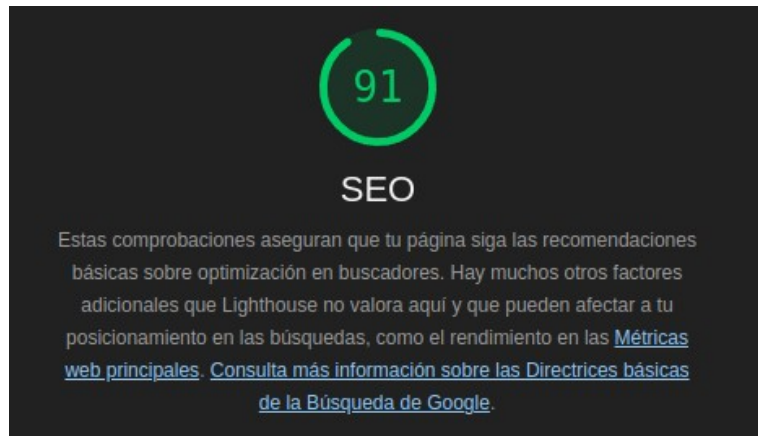 91
SEO
Estas comprobaciones aseguran que tu página siga las recomendaciones
básicas sobre optimización en buscadores. Hay muchos otros factores
adicionales que Lighthouse no valora aquí y que pueden afectar a tu
posicionamiento en las búsquedas, como el rendimiento en las Métricas
web principales. Consulta más información sobre las Directrices básicas
de la Búsqueda de Google.